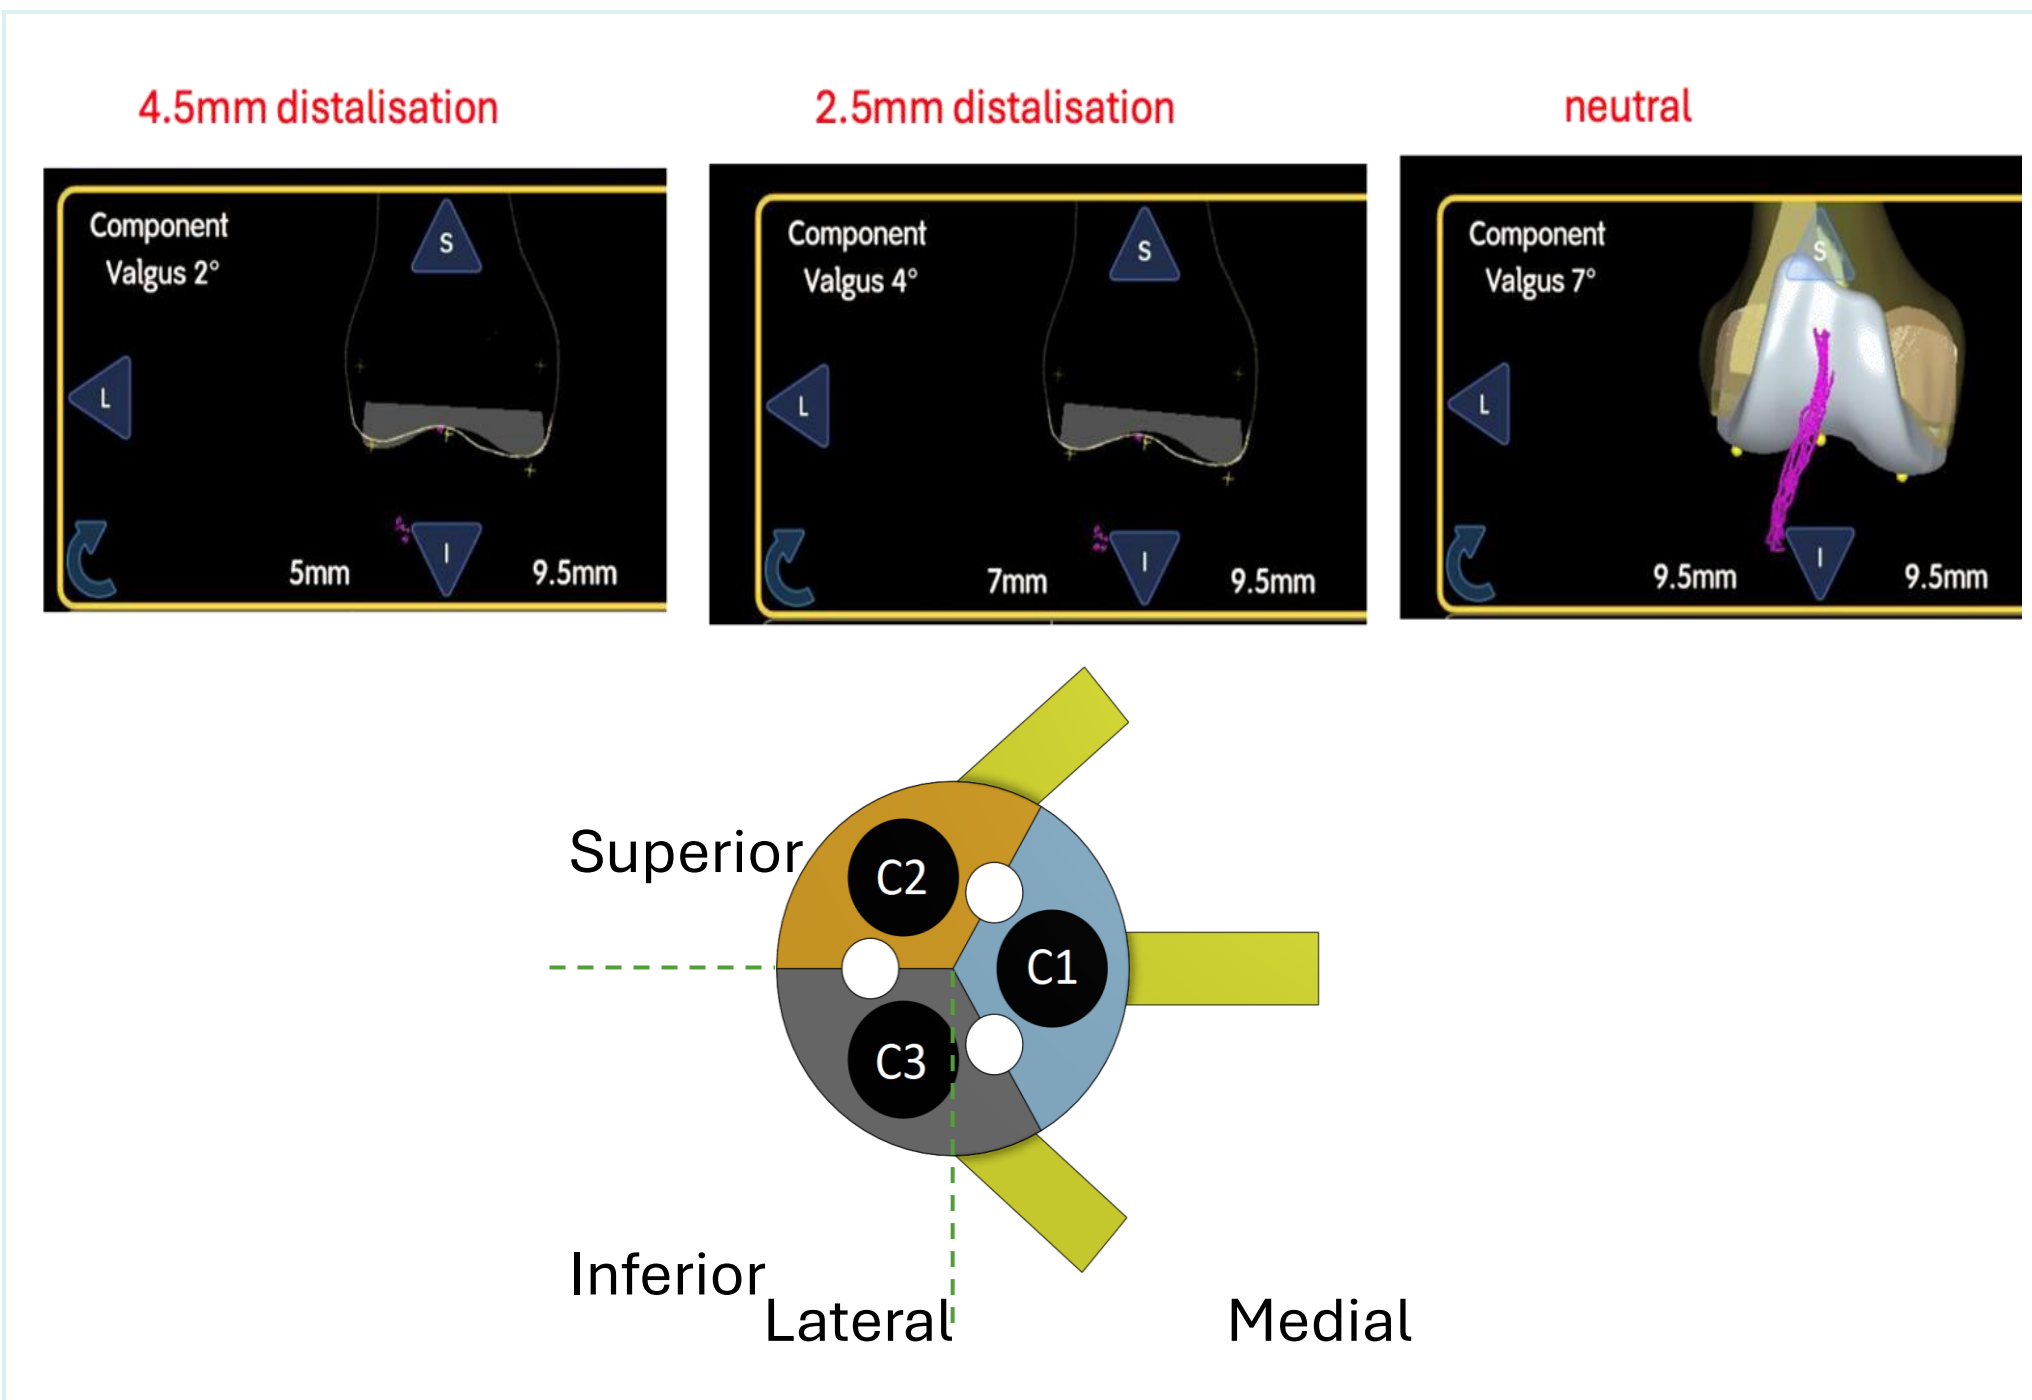 4.5mm distalisation
2.5mm distalisation
neutral
Component
Valgus 2°
S
L
I
5mm
9.5mm
Component
Valgus 4°
S
L
I
7mm
9.5mm
Component
Valgus 7°
S
L
I
9.5mm
9.5mm
Superior
C2
C1
C3
Inferior
Lateral
Medial